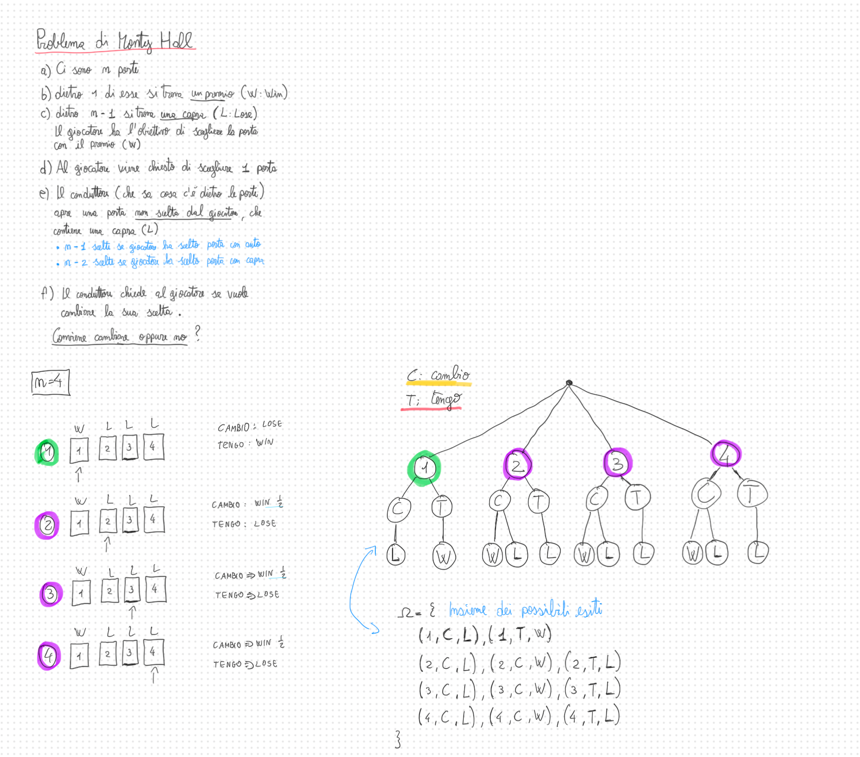 Problema di Monty Hall
a) Ci sono n porte
b) dietro 1 di esse si trova un premio (W: Win)
c) dietro n-1 si trova una capra (L: Lose)
Il giocatore ha l'obiettivo di scegliere la porta
con il premio (W)
d) Al giocatore viene chiesto di scegliere 1 porta
e) Il conduttore (che sa cosa c'è dietro le porte)
apre una porta non scelta dal giocatore, che
contiene una capra (L)
• n-1 scelte se giocatore ha scelto porta con auto
• n-2 scelte se giocatore ha scelto porta con capra
f) Il conduttore chiede al giocatore se vuole
cambiare la sua scelta.
Conviene cambiare oppure no?
n=4
C: cambio
T: tengo
W L L L
1 1 2 3 4
CAMBIO: LOSE
TENGO: WIN
W L L L
2 1 2 3 4
CAMBIO: WIN 1/2
TENGO: LOSE
W L L L
3 1 2 3 4
CAMBIO ⇒ WIN 1/2
TENGO ⇒ LOSE
W L L L
4 1 2 3 4
CAMBIO ⇒ WIN 1/2
TENGO ⇒ LOSE
1 2 3 4
C T C T C T C T
L W W L L W L L W L L
Ω = { Insieme dei possibili esiti
(1, C, L), (1, T, W)
(2, C, L), (2, C, W), (2, T, L)
(3, C, L), (3, C, W), (3, T, L)
(4, C, L), (4, C, W), (4, T, L)
}